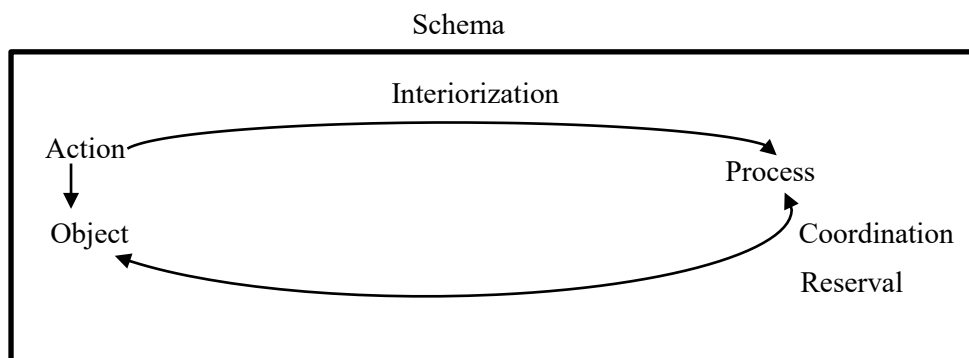 Schema
Interiorization
Action
Process
Object
Coordination
Reserval